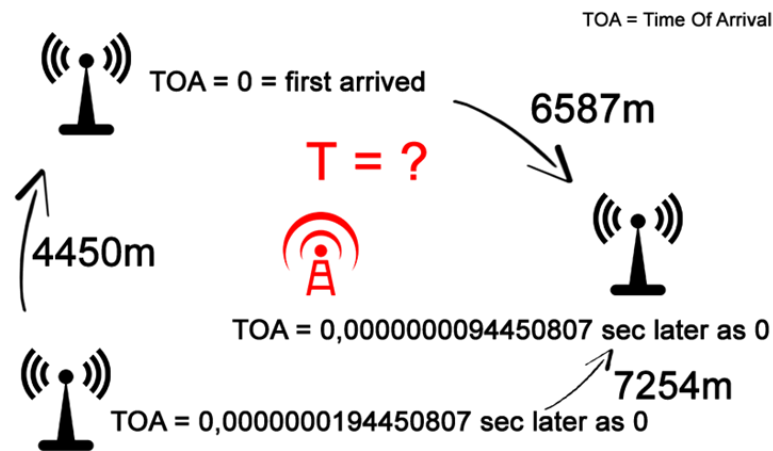 TOA = Time Of Arrival
TOA = 0 = first arrived
6587m
T = ?
4450m
TOA = 0,0000000094450807 sec later as 0
7254m
TOA = 0,0000000194450807 sec later as 0